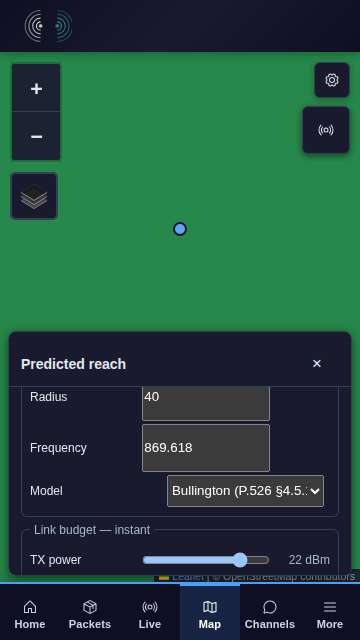 +
−
Predicted reach
×
Radius 40
Frequency 869.618
Model Bullington (P.526 §4.5.
Link budget — instant
TX power 22 dBm
Leaflet | © OpenStreetMap contributors
Home Packets Live Map Channels More